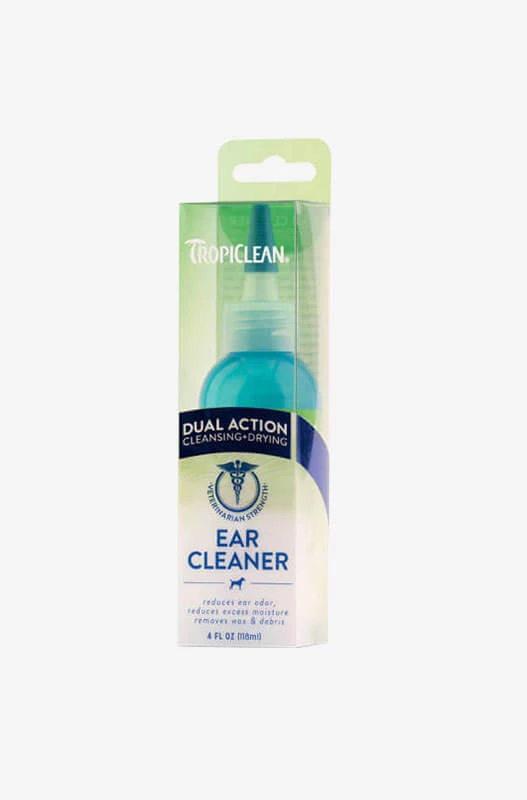 TROPICLEAN®
DUAL ACTION
CLEANSING+DRYING
•VETERINARIAN STRENGTH•
EAR
CLEANER
reduces ear odor,
reduces excess moisture
removes wax & debris
4 FL OZ (118ml)